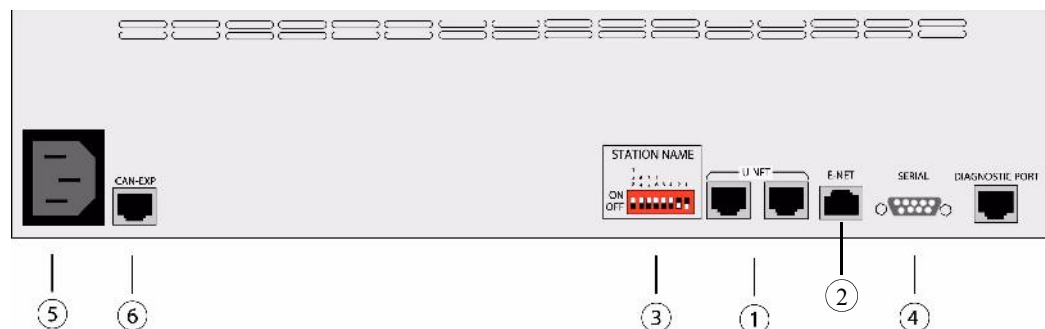 STATION NAME
U-NET
E-NET
SERIAL
DIAGNOSTIC PORT
CAN-EXP
ON
OFF
5
6
3
1
2
4